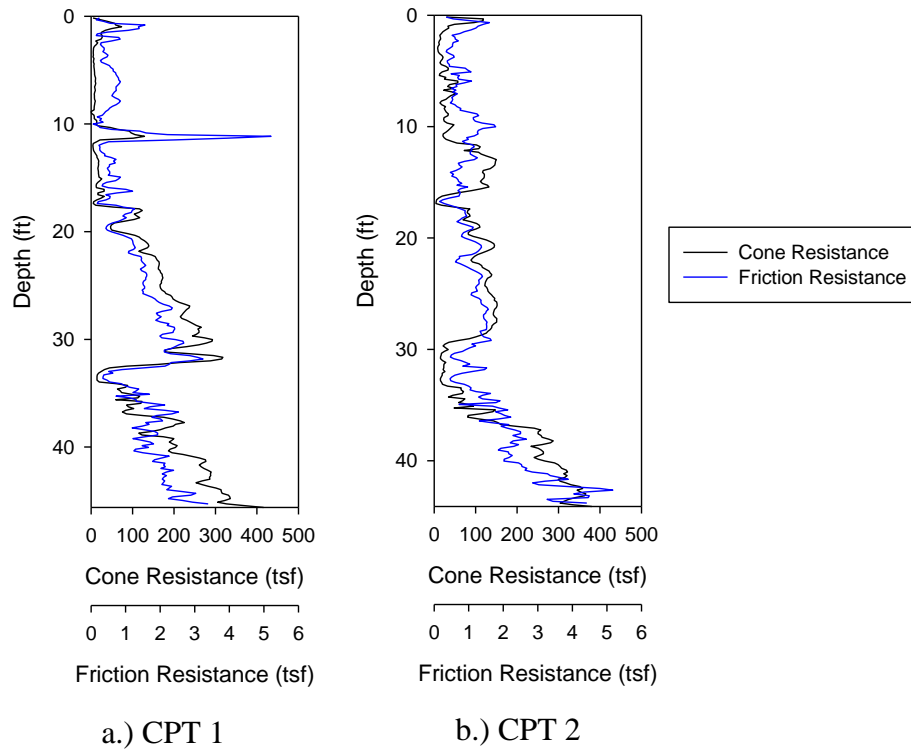 0
10
20
30
40
Depth (ft)
0 100 200 300 400 500
Cone Resistance (tsf)
0 1 2 3 4 5 6
Friction Resistance (tsf)
a.) CPT 1
0
10
20
30
40
Depth (ft)
0 100 200 300 400 500
Cone Resistance (tsf)
0 1 2 3 4 5 6
Friction Resistance (tsf)
b.) CPT 2
Cone Resistance
Friction Resistance